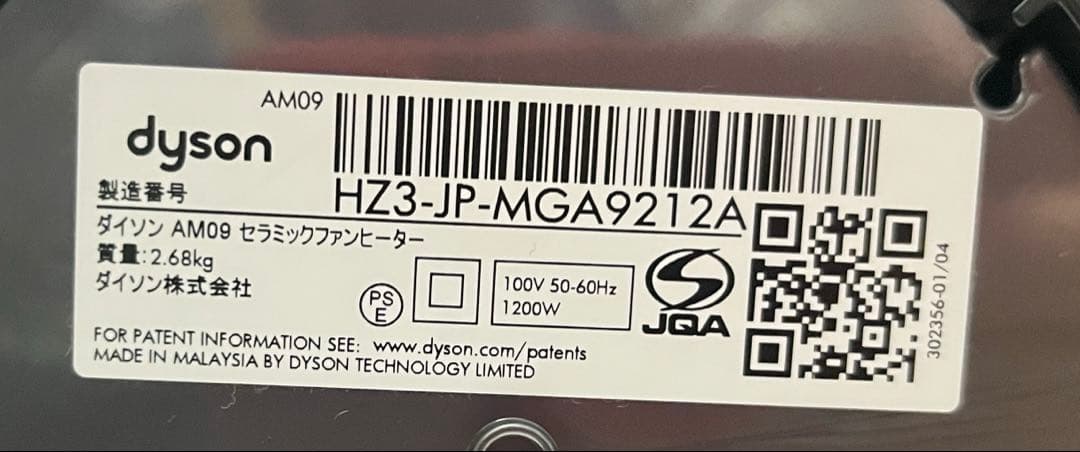 AM09
dyson
製造番号
HZ3-JP-MGA9212A
ダイソン AM09 セラミックファンヒーター
質量:2.68kg
ダイソン株式会社
PS
E
100V 50-60Hz
1200W
JQA
302356-01/04
FOR PATENT INFORMATION SEE: www.dyson.com/patents
MADE IN MALAYSIA BY DYSON TECHNOLOGY LIMITED